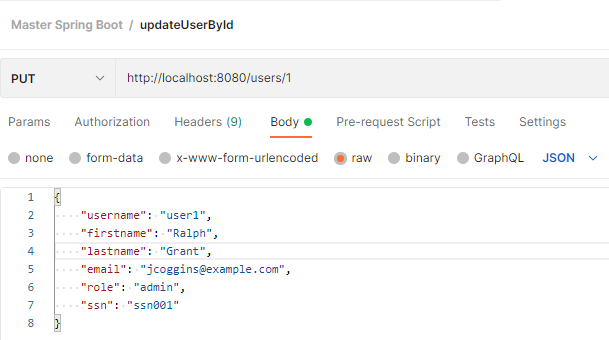 Master Spring Boot / updateUserById
PUT http://localhost:8080/users/1
Params Authorization Headers (9) Body Pre-request Script Tests Settings
none form-data x-www-form-urlencoded raw binary GraphQL JSON
1 {
2 "username": "user1",
3 "firstname": "Ralph",
4 "lastname": "Grant",
5 "email": "jcoggins@example.com",
6 "role": "admin",
7 "ssn": "ssn001"
8 }